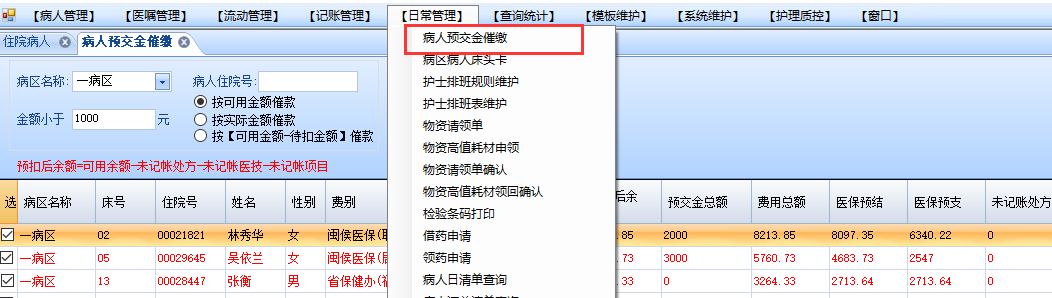 【病人管理】 【医嘱管理】 【流动管理】 【记账管理】 【日常管理】 【查询统计】 【模板维护】 【系统维护】 【护理质控】 【窗口】
住院病人 病人预交金催缴
病人预交金催缴
病区病人床头卡
护士排班规则维护
护士排班表维护
物资请领单
物资高值耗材申领
物资请领单确认
物资高值耗材领回确认
检验条码打印
借药申请
领药申请
病人日清单查询
病区名称: 一病区 病人住院号:
按可用金额催款
金额小于 1000 元 按实际金额催款
按【可用金额-待扣金额】催款
预扣后余额=可用余额-未记帐处方-未记帐医技-未记帐项目
选 病区名称 床号 住院号 姓名 性别 费别 后余 预交金总额 费用总额 医保预结 医保预支 未记账处方
一病区 02 00021821 林秀华 女 闽侯医保( .85 2000 8213.85 8097.35 6340.22 0
一病区 05 00029645 吴依兰 女 闽侯医保( .73 3000 5760.73 4683.73 2547 0
一病区 13 00028447 张衡 男 省保健办( .33 0 3264.33 2713.64 2713.64 0